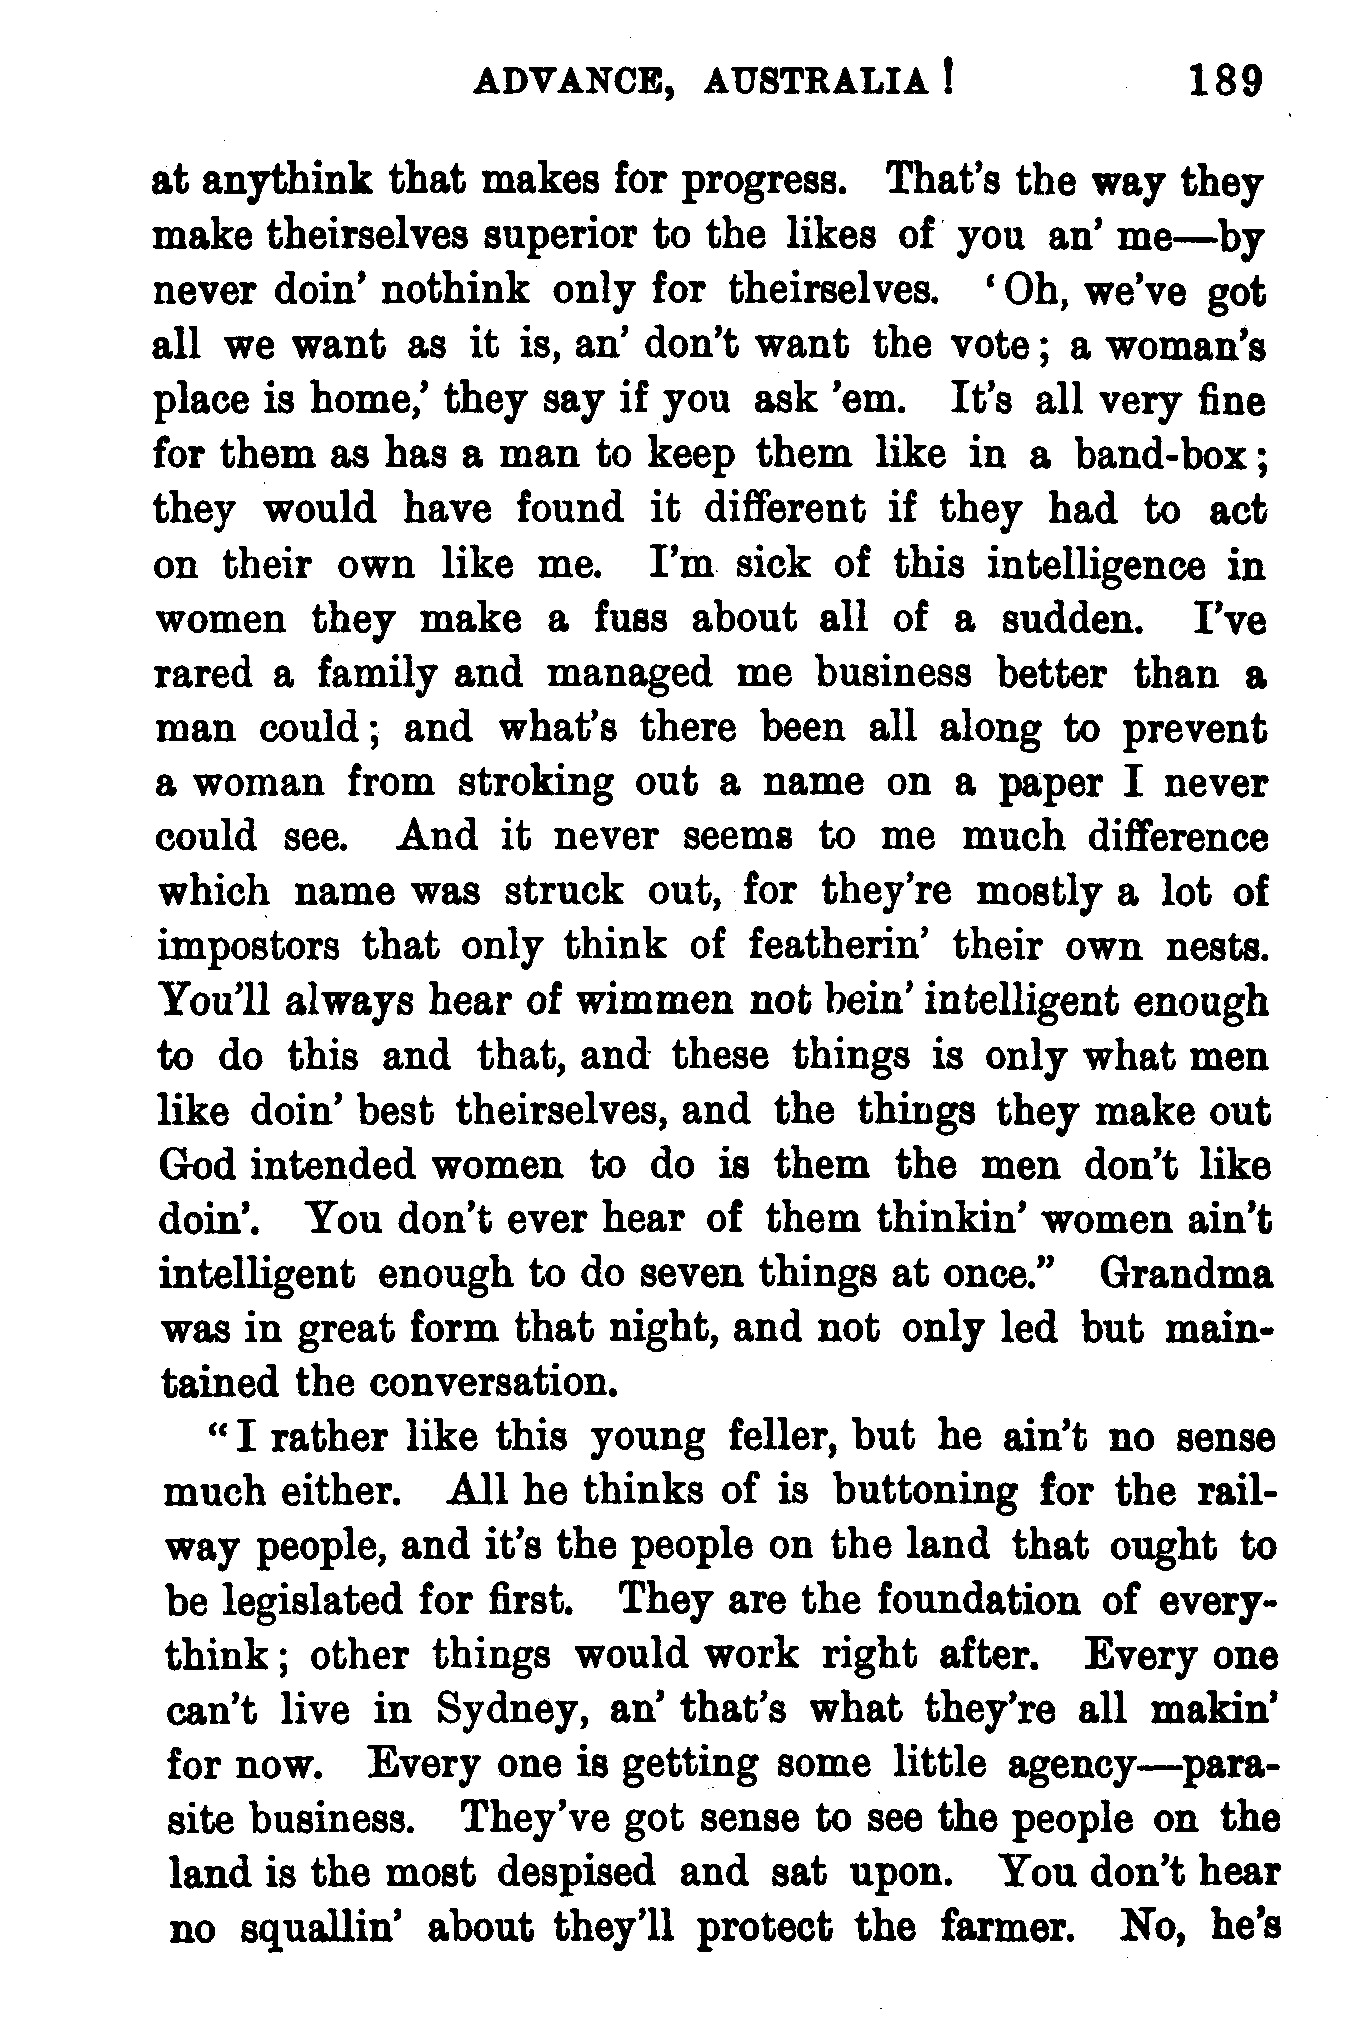 ADVANCE, AUSTRALIA! 189
at anythink that makes for progress. That's the way they
make theirselves superior to the likes of you an' me—by
never doin' nothink only for theirselves. 'Oh, we've got
all we want as it is, an' don't want the vote; a woman's
place is home,' they say if you ask 'em. It's all very fine
for them as has a man to keep them like in a band-box;
they would have found it different if they had to act
on their own like me. I'm sick of this intelligence in
women they make a fuss about all of a sudden. I've
rared a family and managed me business better than a
man could; and what's there been all along to prevent
a woman from stroking out a name on a paper I never
could see. And it never seems to me much difference
which name was struck out, for they're mostly a lot of
impostors that only think of featherin' their own nests.
You'll always hear of wimmen not bein' intelligent enough
to do this and that, and these things is only what men
like doin' best theirselves, and the things they make out
God intended women to do is them the men don't like
doin'. You don't ever hear of them thinkin' women ain't
intelligent enough to do seven things at once." Grandma
was in great form that night, and not only led but main-
tained the conversation.
"I rather like this young feller, but he ain't no sense
much either. All he thinks of is buttoning for the rail-
way people, and it's the people on the land that ought to
be legislated for first. They are the foundation of every-
think; other things would work right after. Every one
can't live in Sydney, an' that's what they're all makin'
for now. Every one is getting some little agency—para-
site business. They've got sense to see the people on the
land is the most despised and sat upon. You don't hear
no squallin' about they'll protect the farmer. No, he's